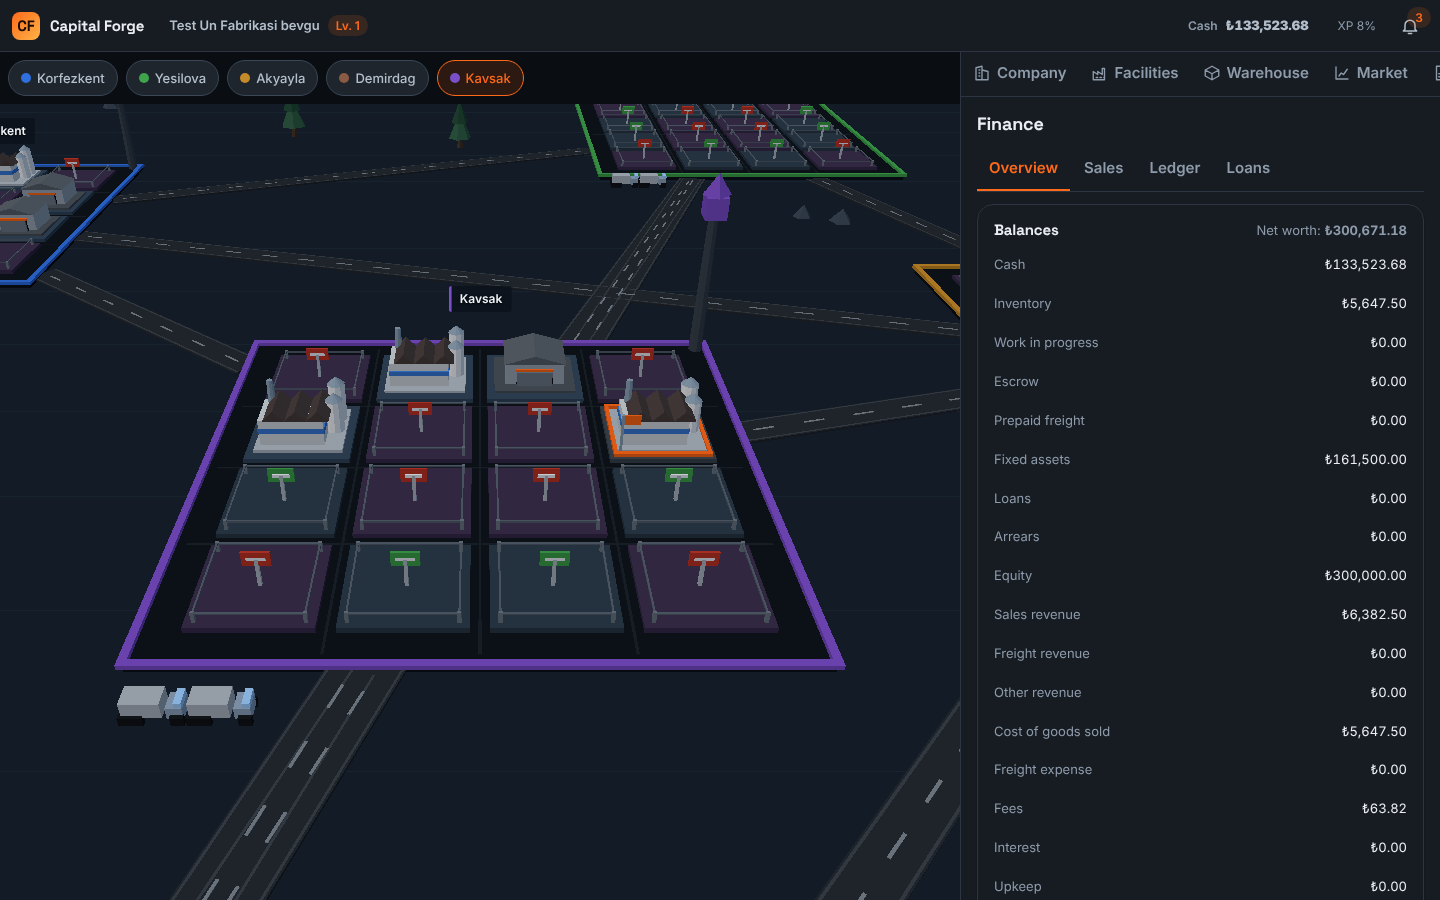 CF Capital Forge Test Un Fabrikasi bevgu Lv. 1 Cash ₺133,523.68 XP 8% 3
Korfezkent Yesilova Akyayla Demirdag Kavsak
Company Facilities Warehouse Market
kent
Kavsak
Finance
Overview Sales Ledger Loans
Balances Net worth: ₺300,671.18
Cash ₺133,523.68
Inventory ₺5,647.50
Work in progress ₺0.00
Escrow ₺0.00
Prepaid freight ₺0.00
Fixed assets ₺161,500.00
Loans ₺0.00
Arrears ₺0.00
Equity ₺300,000.00
Sales revenue ₺6,382.50
Freight revenue ₺0.00
Other revenue ₺0.00
Cost of goods sold ₺5,647.50
Freight expense ₺0.00
Fees ₺63.82
Interest ₺0.00
Upkeep ₺0.00